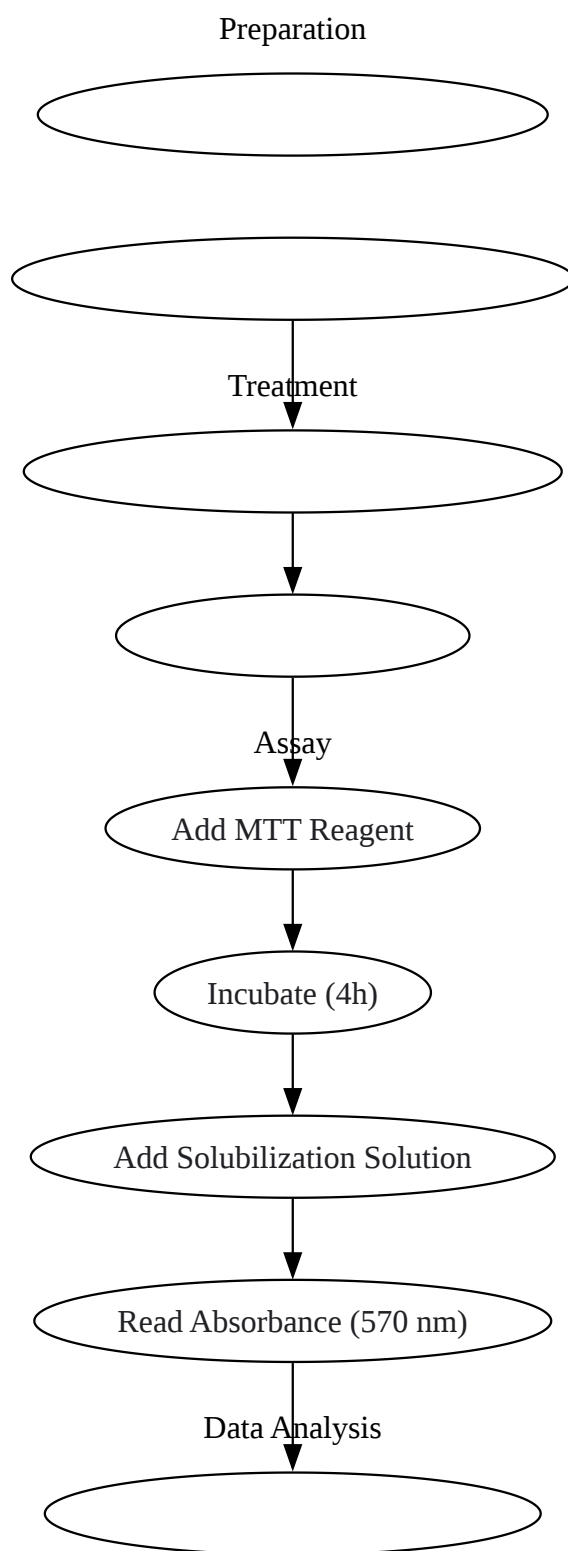 Preparation
Treatment
Assay
Add MTT Reagent
Incubate (4h)
Add Solubilization Solution
Read Absorbance (570 nm)
Data Analysis